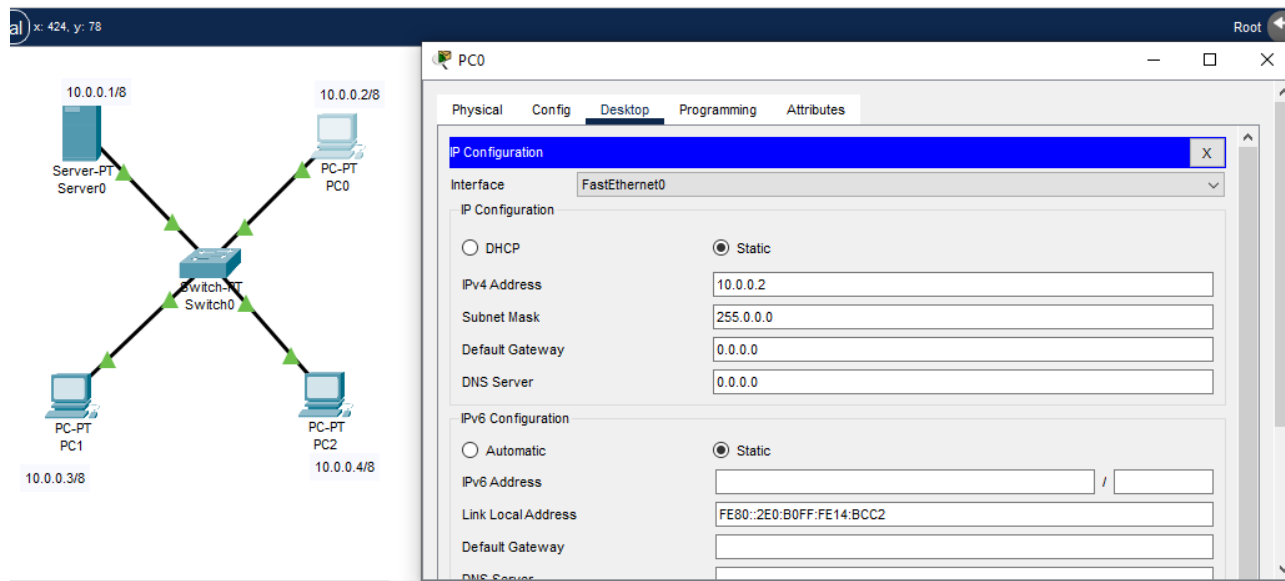 al x: 424, y: 78
Root
10.0.0.1/8
Server-PT
Server0
10.0.0.2/8
PC-PT
PC0
Switch-PT
Switch0
PC-PT
PC1
10.0.0.3/8
PC-PT
PC2
10.0.0.4/8
PC0
Physical Config Desktop Programming Attributes
IP Configuration X
Interface FastEthernet0
IP Configuration
DHCP Static
IPv4 Address 10.0.0.2
Subnet Mask 255.0.0.0
Default Gateway 0.0.0.0
DNS Server 0.0.0.0
IPv6 Configuration
Automatic Static
IPv6 Address /
Link Local Address FE80::2E0:B0FF:FE14:BCC2
Default Gateway
DNS Server